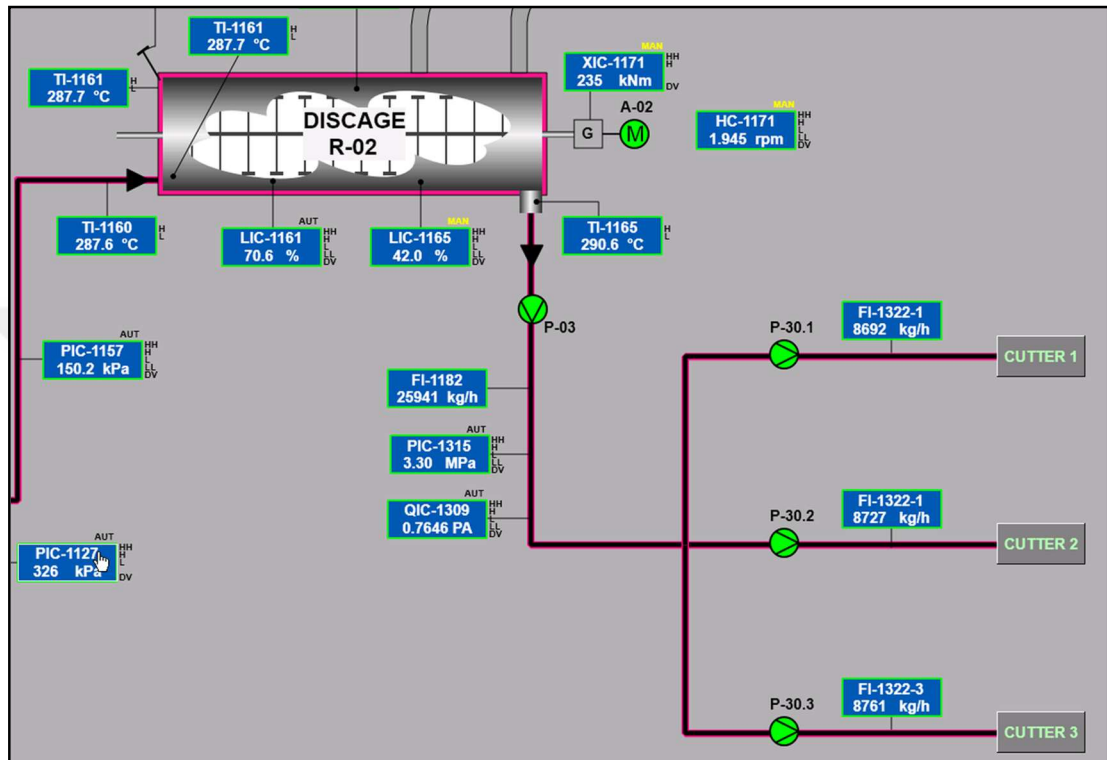 TI-1161
287.7 °C
H
L
TI-1161
287.7 °C
H
L
DISCAGE
R-02
MAN
XIC-1171
235 kNm
HH
H
DV
A-02
G
M
MAN
HC-1171
1.945 rpm
HH
H
L
LL
DV
TI-1160
287.6 °C
H
L
AUT
LIC-1161
70.6 %
HH
H
L
LL
DV
MAN
LIC-1165
42.0 %
HH
H
L
LL
DV
TI-1165
290.6 °C
H
L
P-03
AUT
PIC-1157
150.2 kPa
HH
H
L
LL
DV
FI-1182
25941 kg/h
AUT
PIC-1315
3.30 MPa
HH
H
L
LL
DV
AUT
QIC-1309
0.7646 PA
HH
H
L
LL
DV
AUT
PIC-1127
326 kPa
HH
H
L
DV
P-30.1
FI-1322-1
8692 kg/h
CUTTER 1
P-30.2
FI-1322-1
8727 kg/h
CUTTER 2
P-30.3
FI-1322-3
8761 kg/h
CUTTER 3